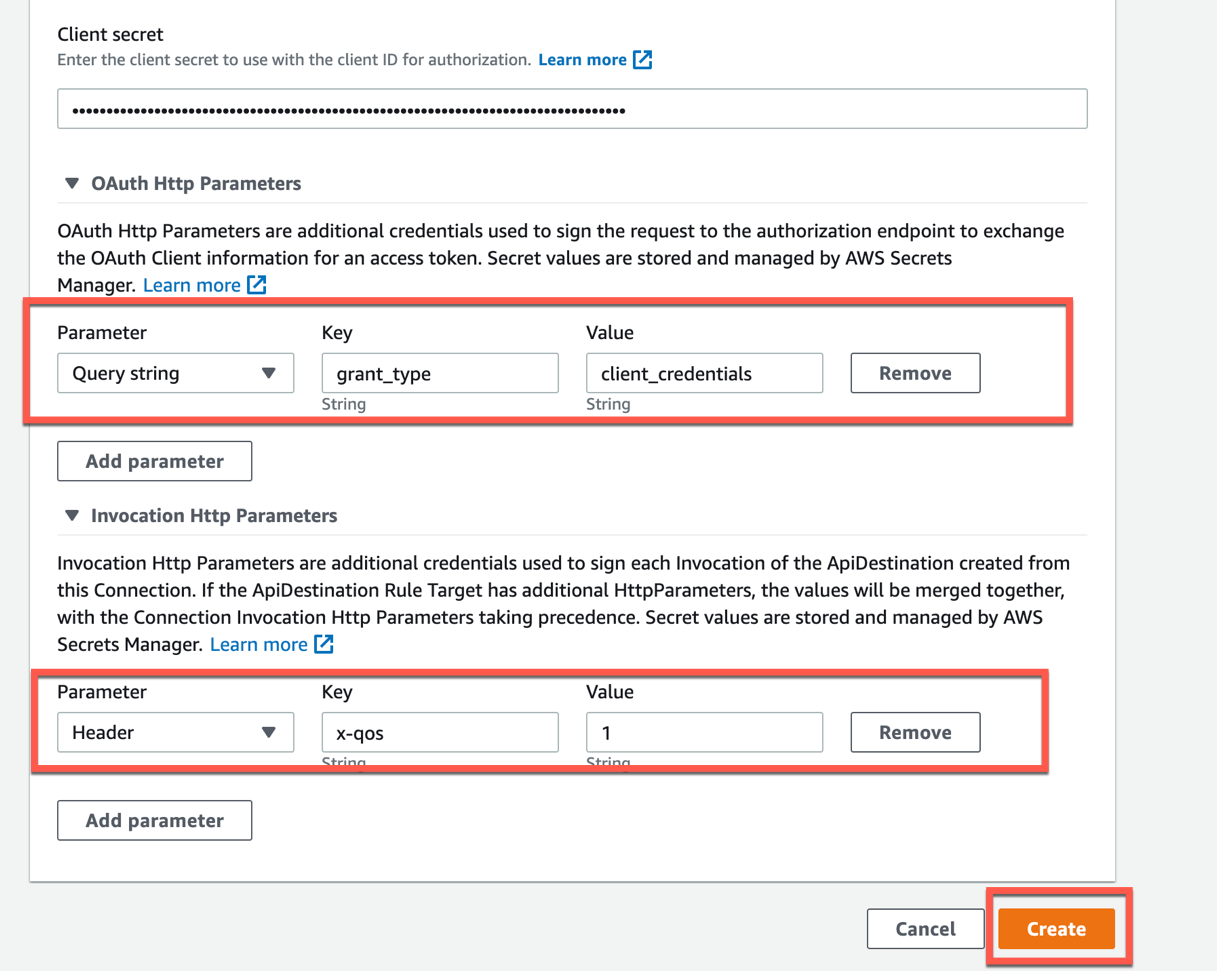 Client secret
Enter the client secret to use with the client ID for authorization. Learn more
••••••••••••••••••••••••••••••••••••••••••••••••••••••••••••••••••••••••••••••••
OAuth Http Parameters
OAuth Http Parameters are additional credentials used to sign the request to the authorization endpoint to exchange
the OAuth Client information for an access token. Secret values are stored and managed by AWS Secrets
Manager. Learn more
Parameter Key Value
Query string grant_type client_credentials Remove
String String
Add parameter
Invocation Http Parameters
Invocation Http Parameters are additional credentials used to sign each Invocation of the ApiDestination created from
this Connection. If the ApiDestination Rule Target has additional HttpParameters, the values will be merged together,
with the Connection Invocation Http Parameters taking precedence. Secret values are stored and managed by AWS
Secrets Manager. Learn more
Parameter Key Value
Header x-qos 1 Remove
String String
Add parameter
Cancel Create